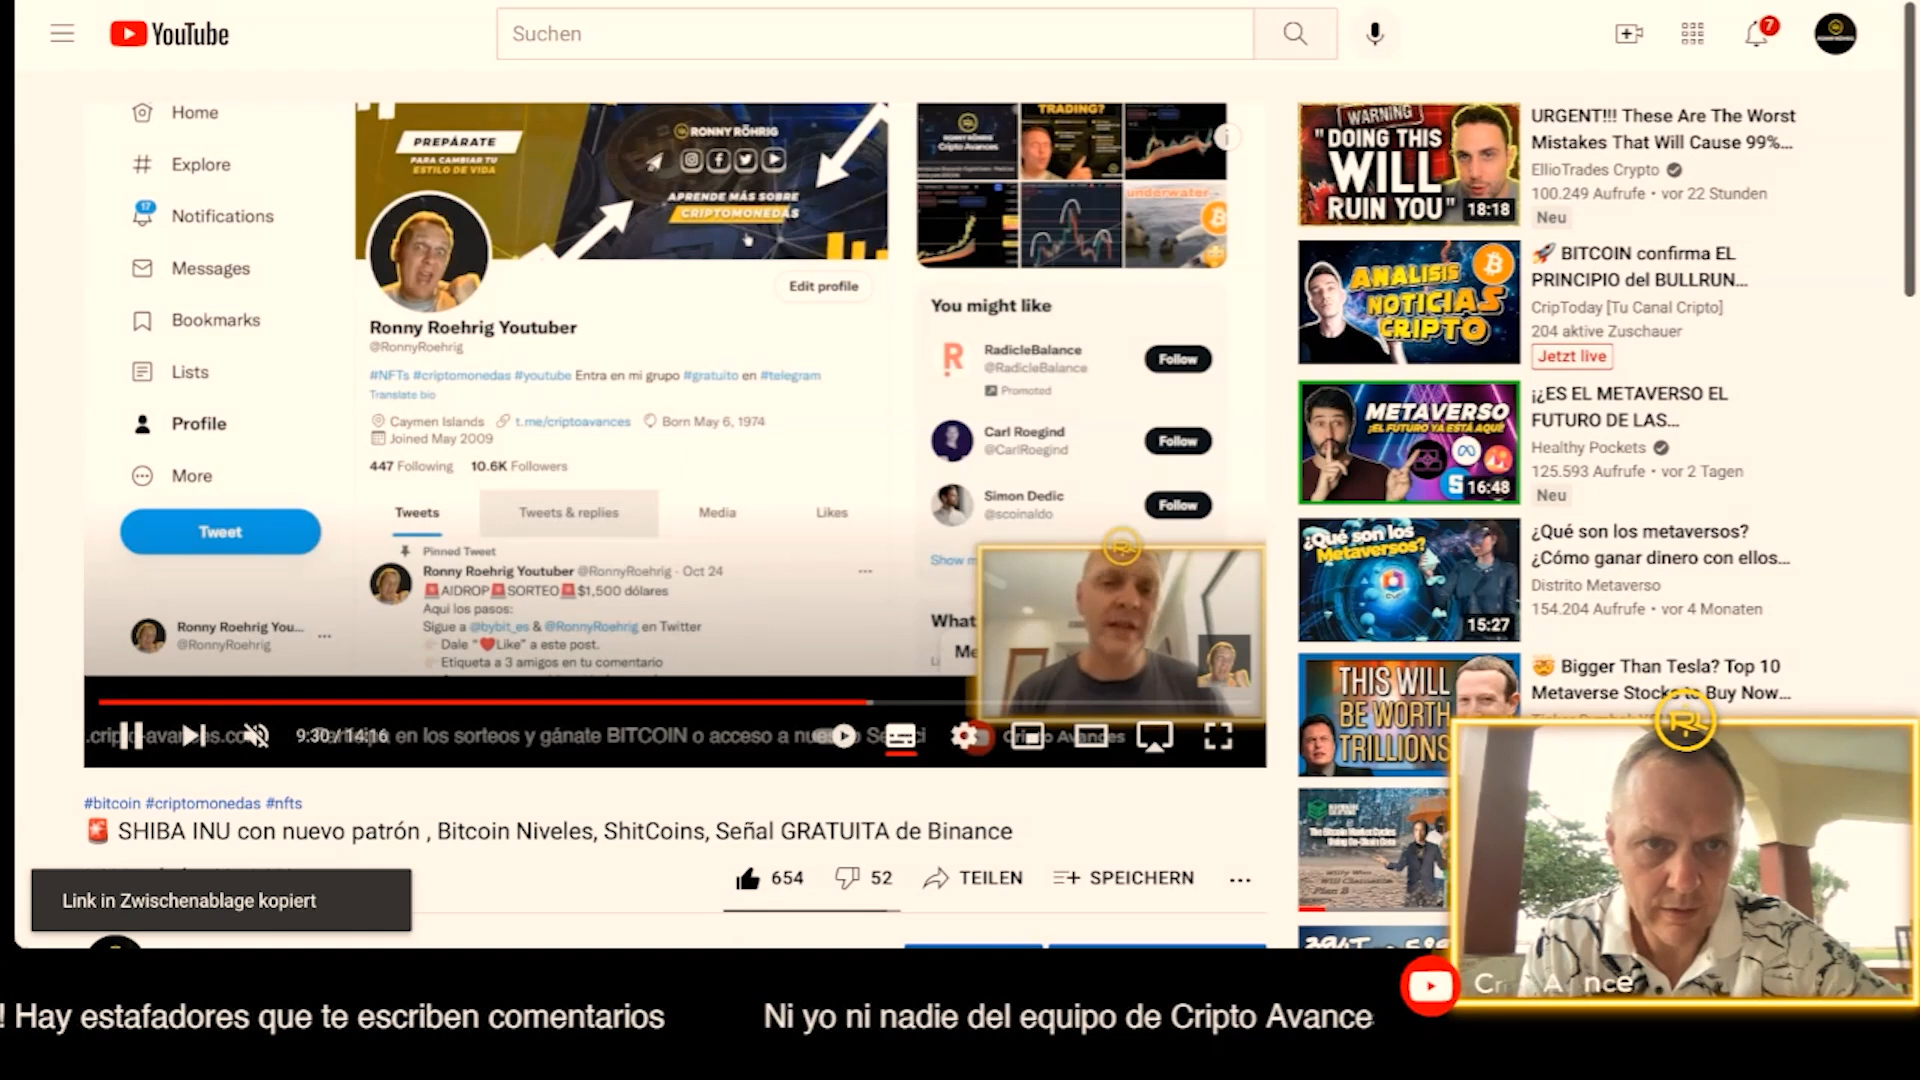 YouTube
Suchen
7
Home
Explore
17
Notifications
Messages
Bookmarks
Lists
Profile
More
Tweet
Ronny Roehrig You...
@RonnyRoehrig
PREPÁRATE
PARA CAMBIAR TU
ESTILO DE VIDA
RONNY RÖHRIG
APRENDE MÁS SOBRE
CRIPTOMONEDAS
Edit profile
Ronny Roehrig Youtuber
@RonnyRoehrig
#NFTs #criptomonedas #youtube Entra en mi grupo #gratuito en #telegram
Translate bio
Caymen Islands t.me/criptoavances Born May 6, 1974
Joined May 2009
447 Following 10.6K Followers
Tweets Tweets & replies Media Likes
Pinned Tweet
Ronny Roehrig Youtuber @RonnyRoehrig · Oct 24
🚨AIDROP🚨SORTEO🚨$1,500 dólares
Aqui los pasos:
Sigue a @bybit_es & @RonnyRoehrig en Twitter
Dale "❤️Like" a este post.
Etiqueta a 3 amigos en tu comentario
RONNY RÖHRIG
Cripto Avances
TRADING?
underwater
You might like
RadicleBalance
@RadicleBalance
Promoted
Follow
Carl Roegind
@CarlRoegind
Follow
Simon Dedic
@scoinaldo
Follow
Show m
What
Me
9:30 / 14:16
en los sorteos y gánate BITCOIN o acceso a nue
Cripto Avances
#bitcoin #criptomonedas #nfts
🚨 SHIBA INU con nuevo patrón , Bitcoin Niveles, ShitCoins, Señal GRATUITA de Binance
654 52 TEILEN SPEICHERN ...
Link in Zwischenablage kopiert
WARNING
"DOING THIS
WILL
RUIN YOU"
18:18
URGENT!!! These Are The Worst
Mistakes That Will Cause 99%...
EllioTrades Crypto
100.249 Aufrufe • vor 22 Stunden
Neu
ANALISIS
NOTICIAS
CRIPTO
🚀 BITCOIN confirma EL
PRINCIPIO del BULLRUN...
CripToday [Tu Canal Cripto]
204 aktive Zuschauer
Jetzt live
METAVERSO
¡EL FUTURO YA ESTÁ AQUÍ!
16:48
¡¿ES EL METAVERSO EL
FUTURO DE LAS...
Healthy Pockets
125.593 Aufrufe • vor 2 Tagen
Neu
¿Qué son los
Metaversos?
15:27
¿Qué son los metaversos?
¿Cómo ganar dinero con ellos...
Distrito Metaverso
154.204 Aufrufe • vor 4 Monaten
THIS WILL
BE WORTH
TRILLIONS
🤯 Bigger Than Tesla? Top 10
Metaverse Stocks to Buy Now...
! Hay estafadores que te escriben comentarios
Ni yo ni nadie del equipo de Cripto Avance